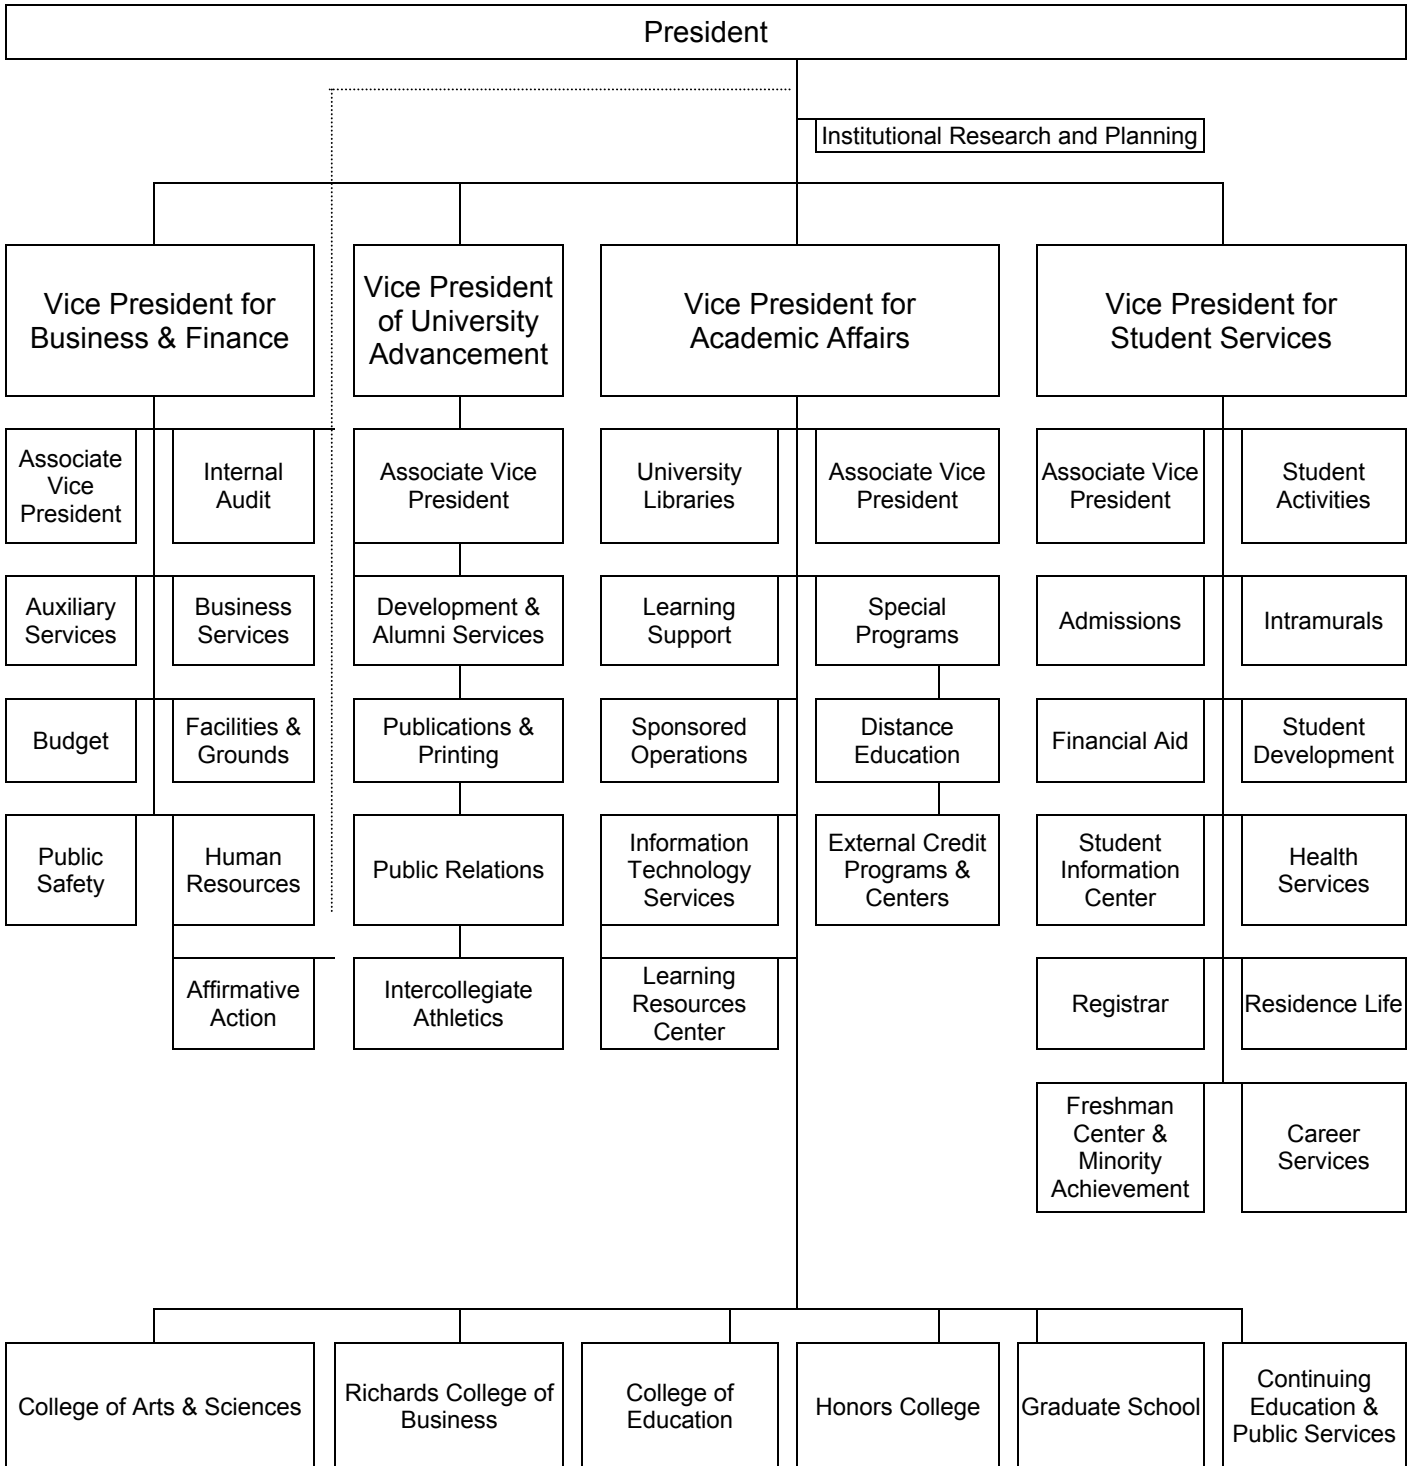 President
Institutional Research and Planning
Vice President for
Business & Finance
Vice President
of University
Advancement
Vice President for
Academic Affairs
Vice President for
Student Services
Associate
Vice
President
Internal
Audit
Associate Vice
President
University
Libraries
Associate Vice
President
Associate Vice
President
Student
Activities
Auxiliary
Services
Business
Services
Development &
Alumni Services
Learning
Support
Special
Programs
Admissions
Intramurals
Budget
Facilities &
Grounds
Publications &
Printing
Sponsored
Operations
Distance
Education
Financial Aid
Student
Development
Public
Safety
Human
Resources
Public Relations
Information
Technology
Services
External Credit
Programs &
Centers
Student
Information
Center
Health
Services
Affirmative
Action
Intercollegiate
Athletics
Learning
Resources
Center
Registrar
Residence Life
Freshman
Center &
Minority
Achievement
Career
Services
College of Arts & Sciences
Richards College of
Business
College of
Education
Honors College
Graduate School
Continuing
Education &
Public Services